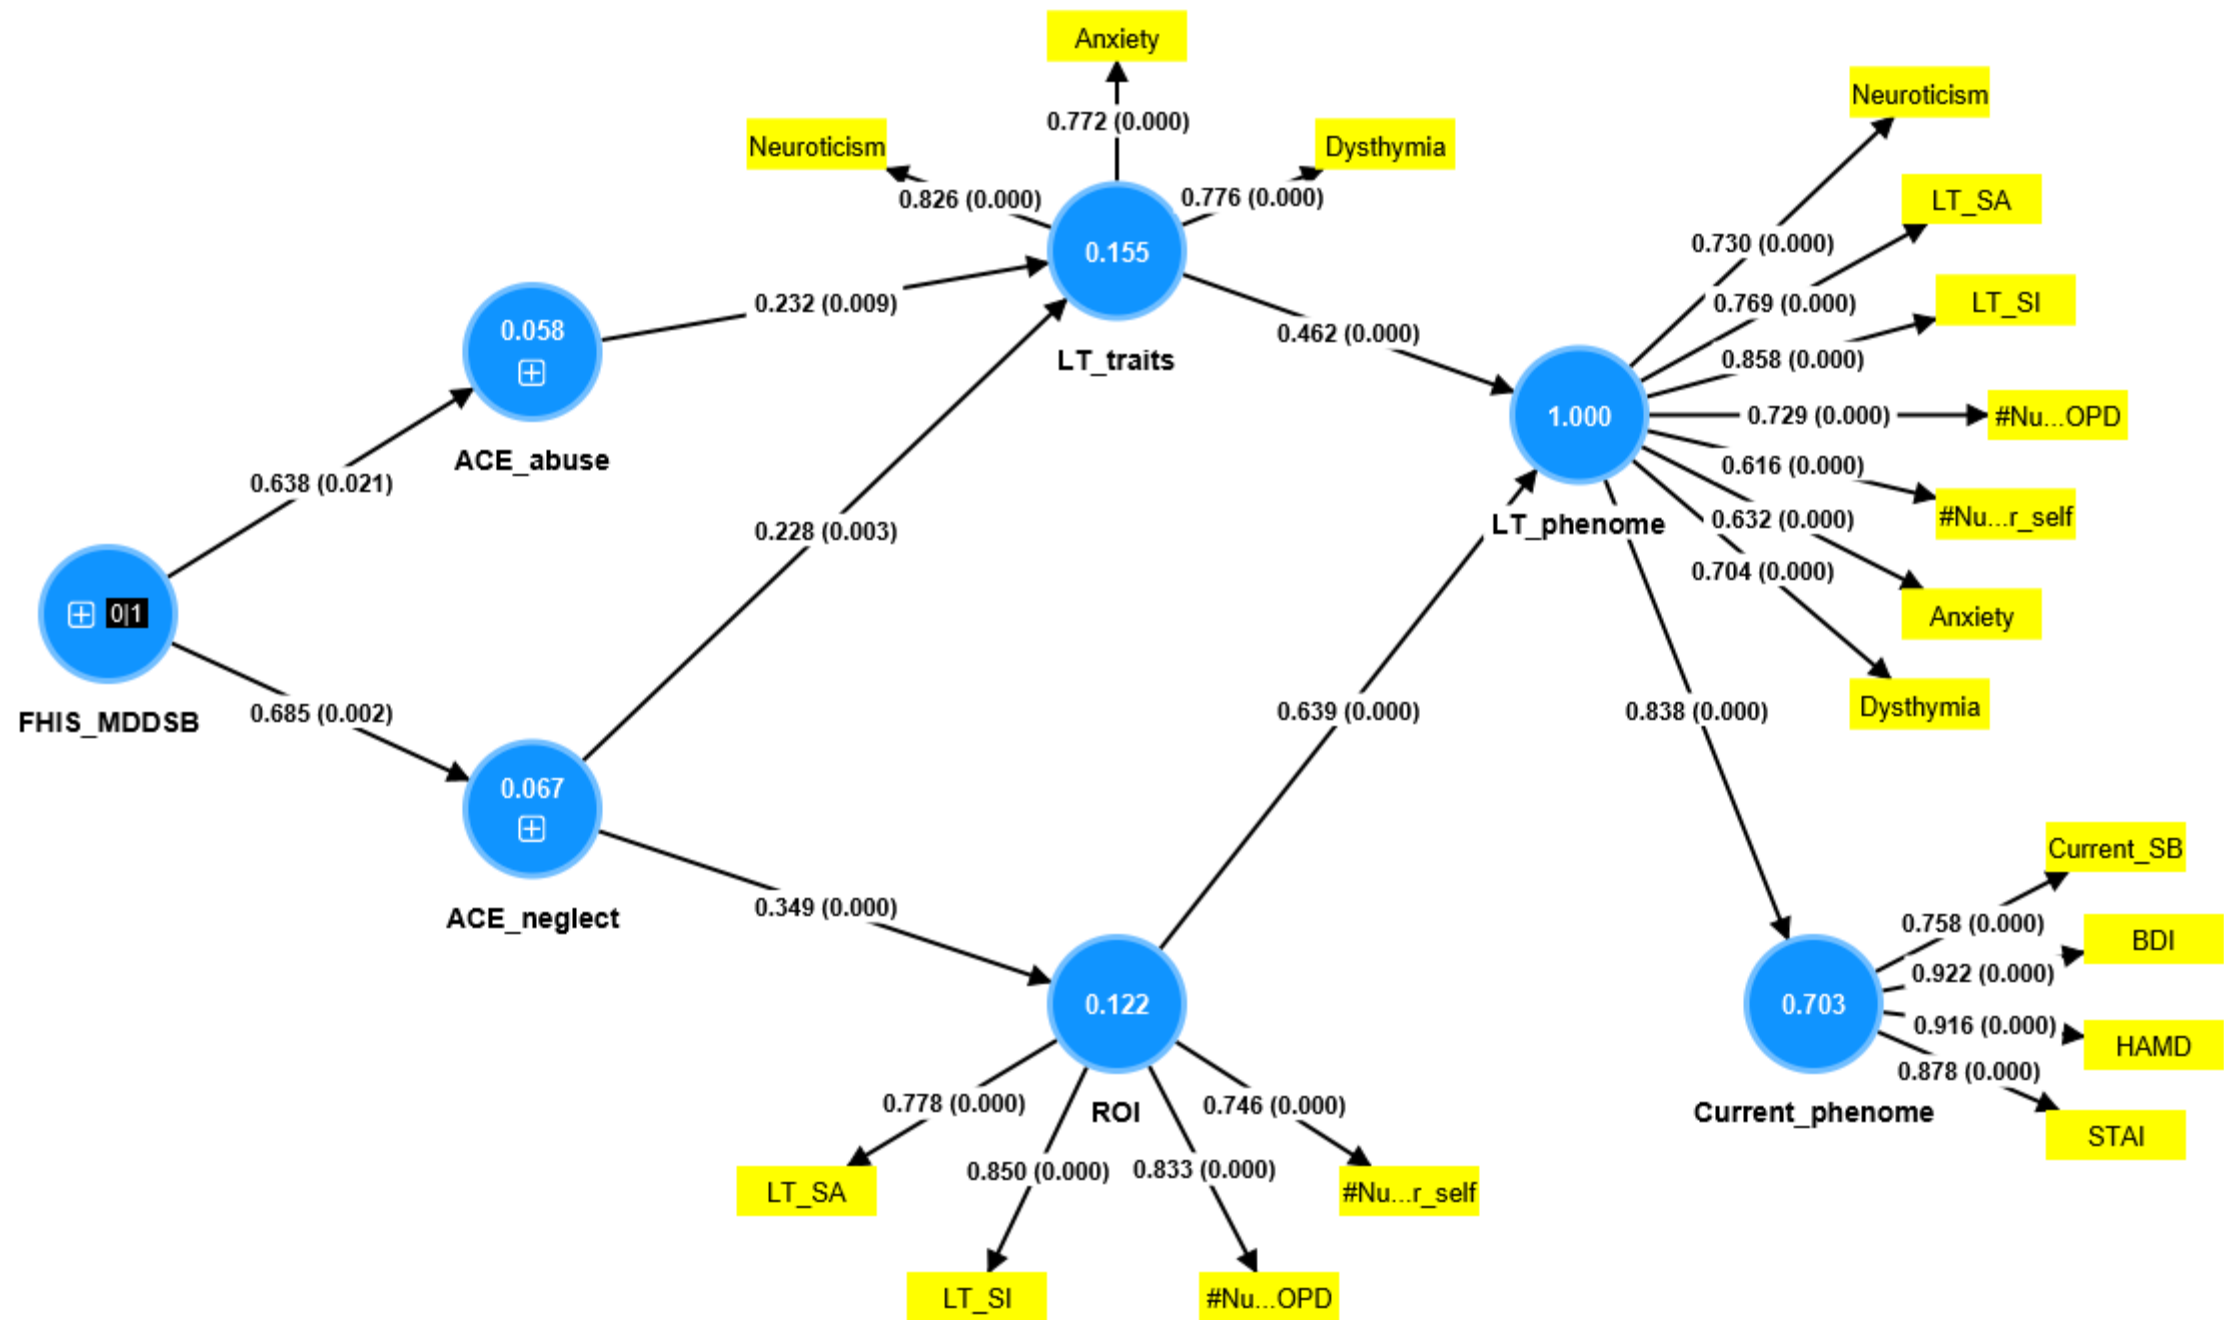 Anxiety
Neuroticism
0.772 (0.000)
Dysthymia
0.826 (0.000)
0.776 (0.000)
0.155
LT_traits
0.232 (0.009)
0.058
ACE_abuse
0.638 (0.021)
0.228 (0.003)
0|1
FHIS_MDDSB
0.685 (0.002)
0.067
ACE_neglect
0.349 (0.000)
0.462 (0.000)
1.000
LT_phenome
Neuroticism
0.730 (0.000)
LT_SA
0.769 (0.000)
LT_SI
0.858 (0.000)
0.729 (0.000)
#Nu...OPD
0.616 (0.000)
#Nu...r_self
0.632 (0.000)
Anxiety
0.704 (0.000)
Dysthymia
0.639 (0.000)
0.838 (0.000)
0.122
ROI
0.778 (0.000)
LT_SA
0.850 (0.000)
LT_SI
0.833 (0.000)
#Nu...OPD
0.746 (0.000)
#Nu...r_self
0.703
Current_phenome
Current_SB
0.758 (0.000)
BDI
0.922 (0.000)
0.916 (0.000)
HAMD
0.878 (0.000)
STAI